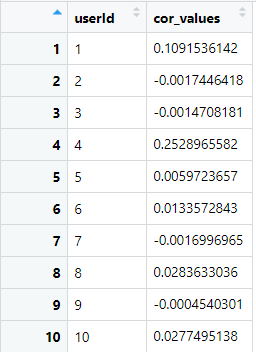 userId cor_values
1 1 0.1091536142
2 2 -0.0017446418
3 3 -0.0014708181
4 4 0.2528965582
5 5 0.0059723657
6 6 0.0133572843
7 7 -0.0016996965
8 8 0.0283633036
9 9 -0.0004540301
10 10 0.0277495138